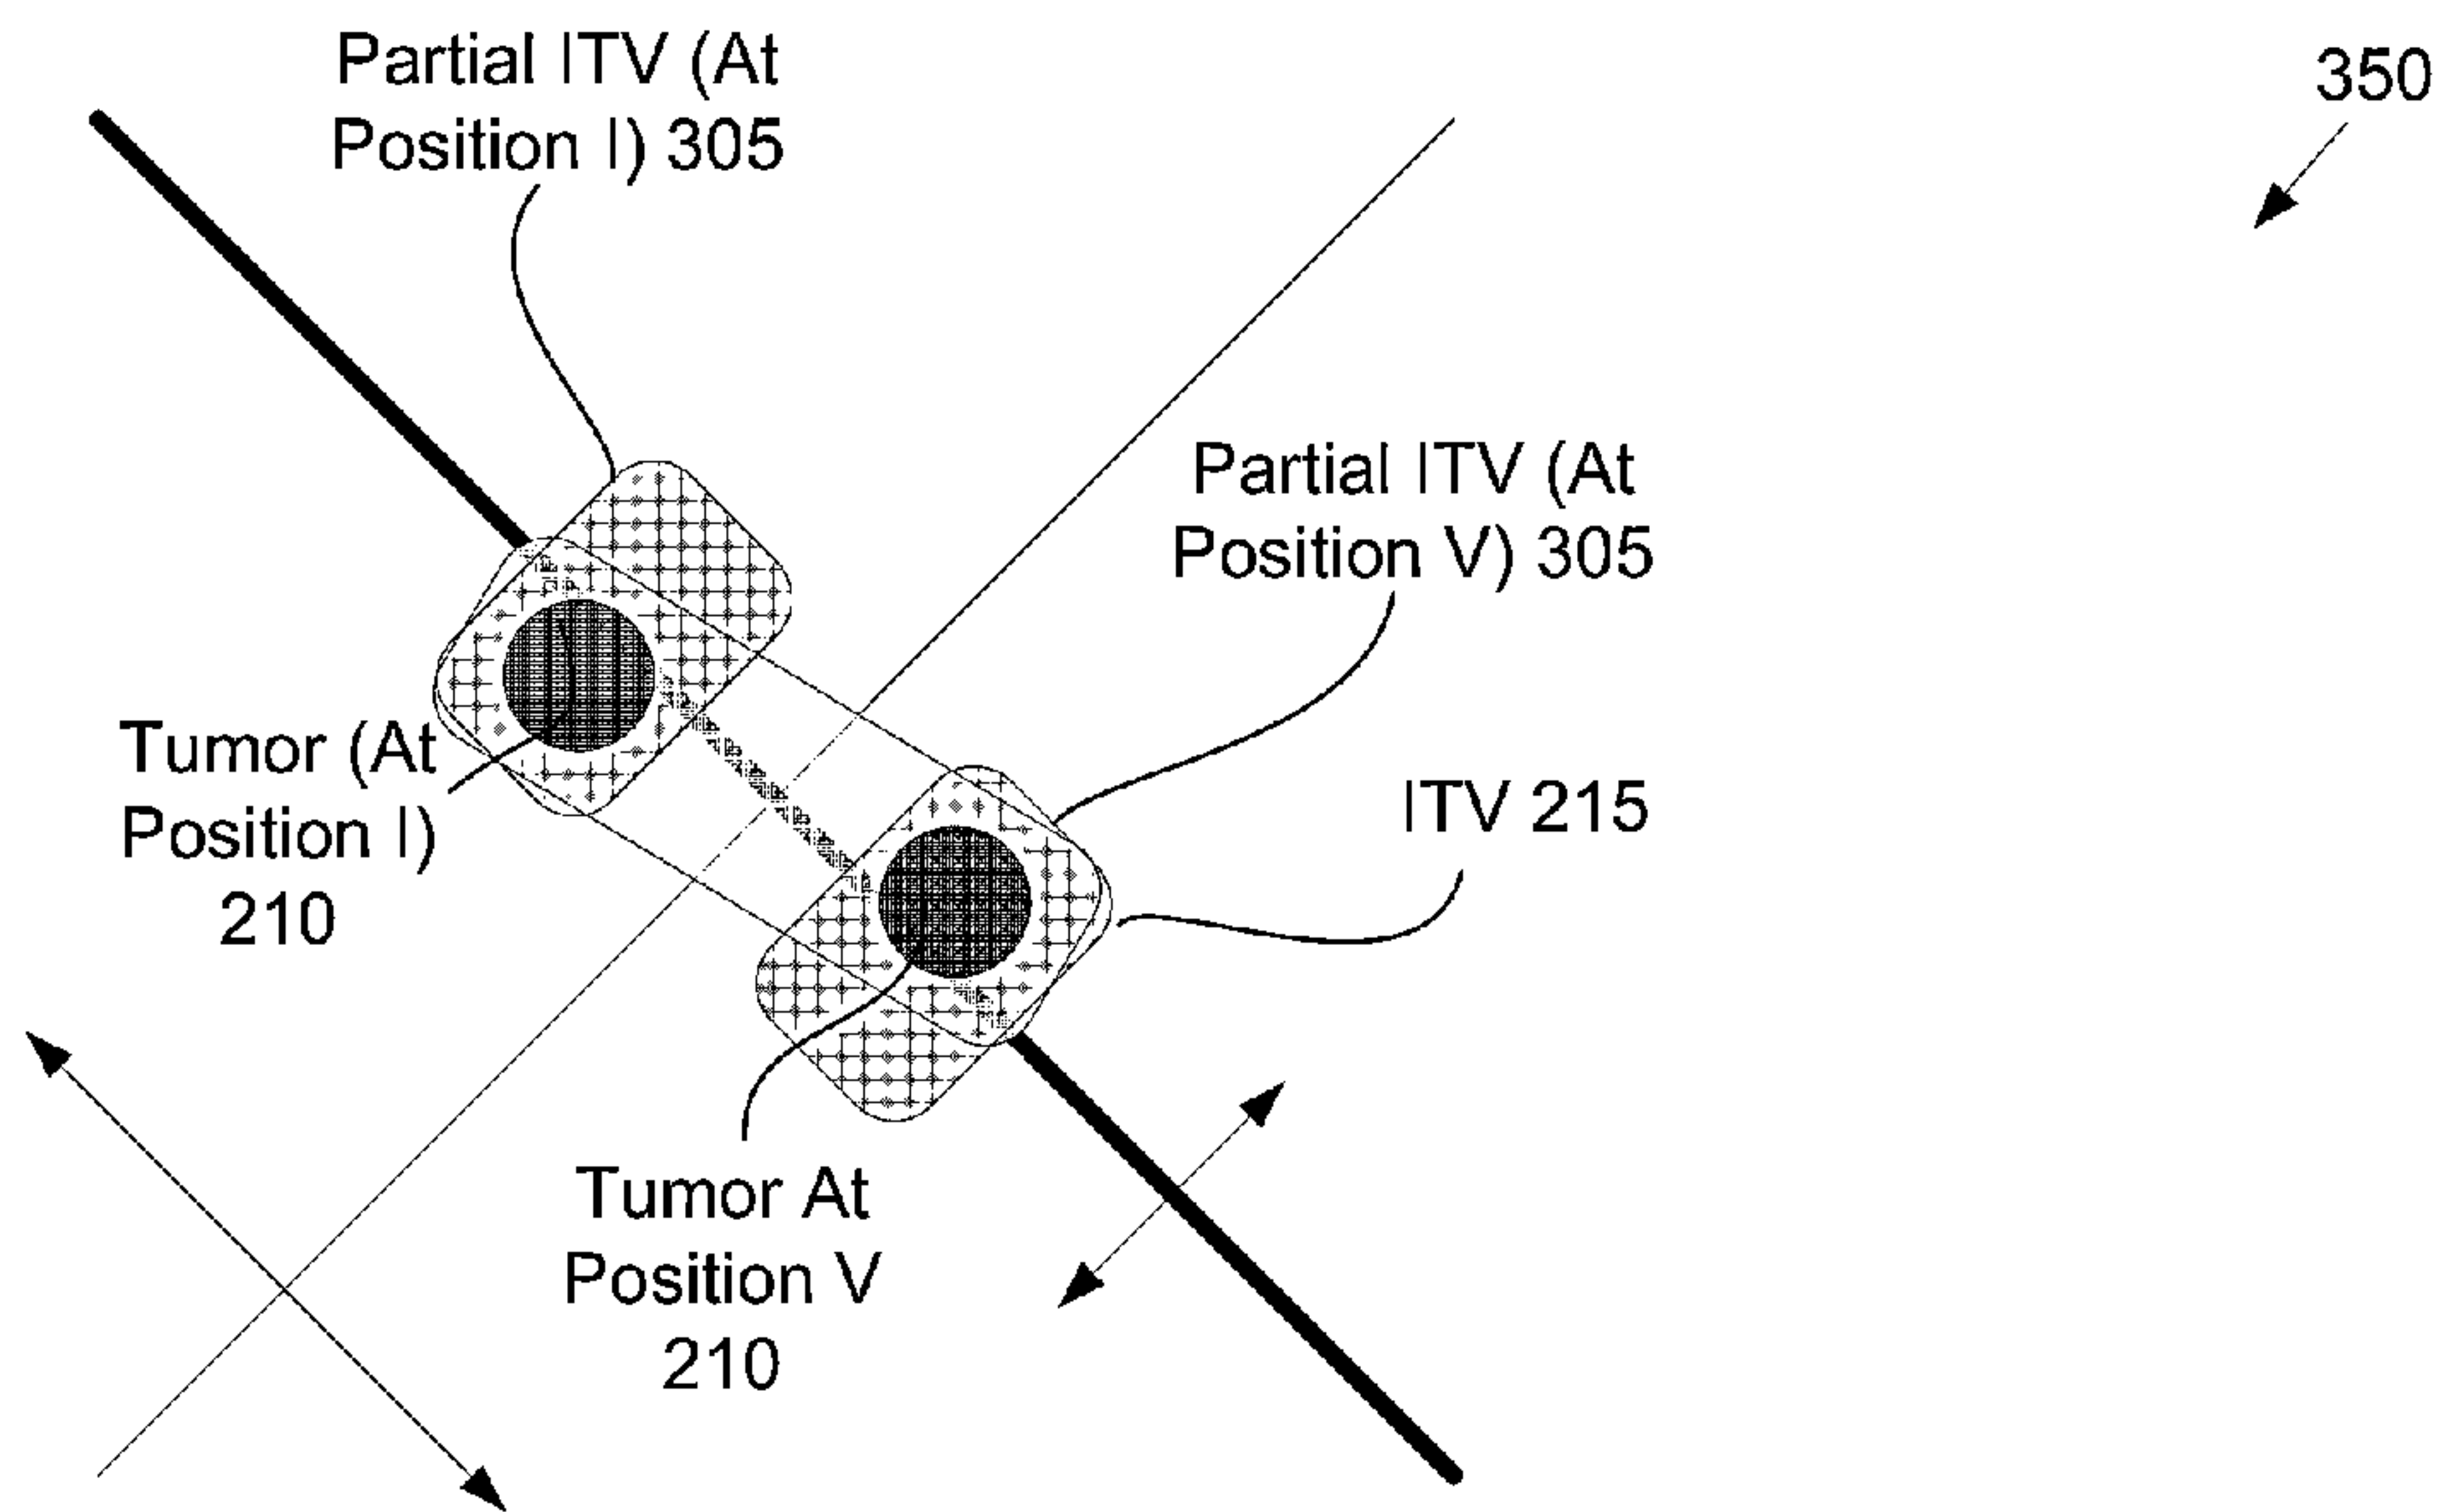 Partial ITV (At
Position I) 305
350
Partial ITV (At
Position V) 305
Tumor (At
Position I)
210
ITV 215
Tumor At
Position V
210